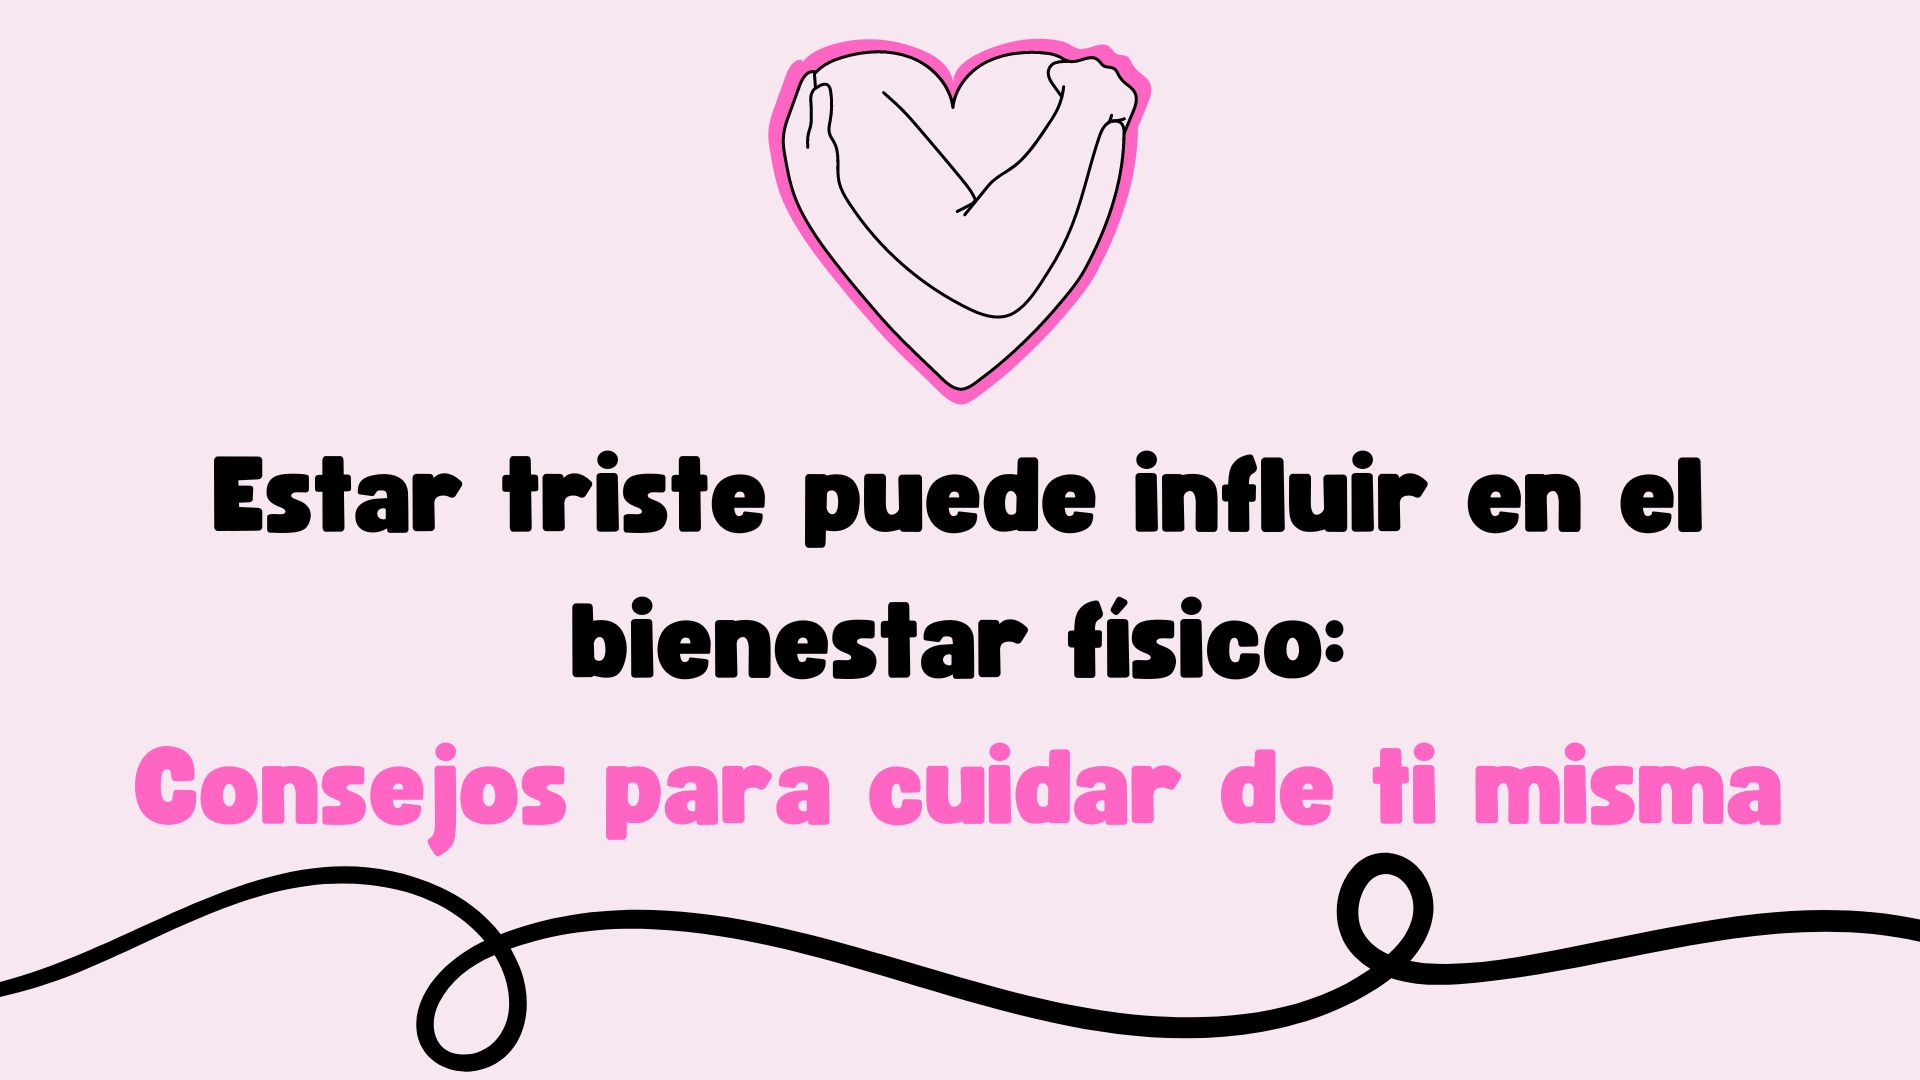 Estar triste puede influir en el
bienestar físico:
Consejos para cuidar de ti misma